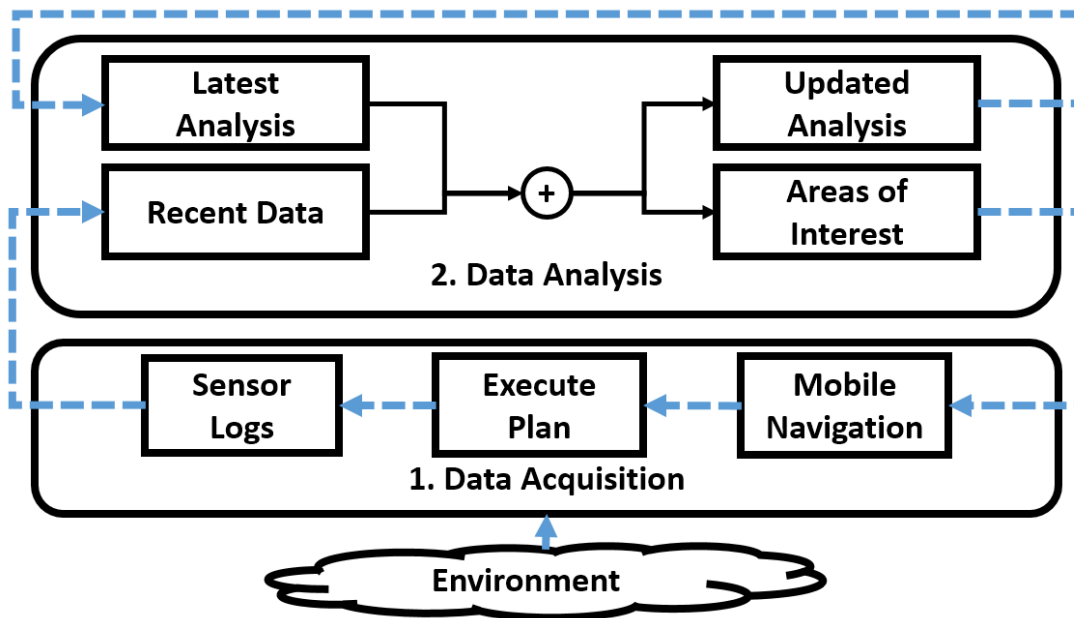 Latest
Analysis
Updated
Analysis
Recent Data
+
Areas of
Interest
2. Data Analysis
Sensor
Logs
Execute
Plan
Mobile
Navigation
1. Data Acquisition
Environment